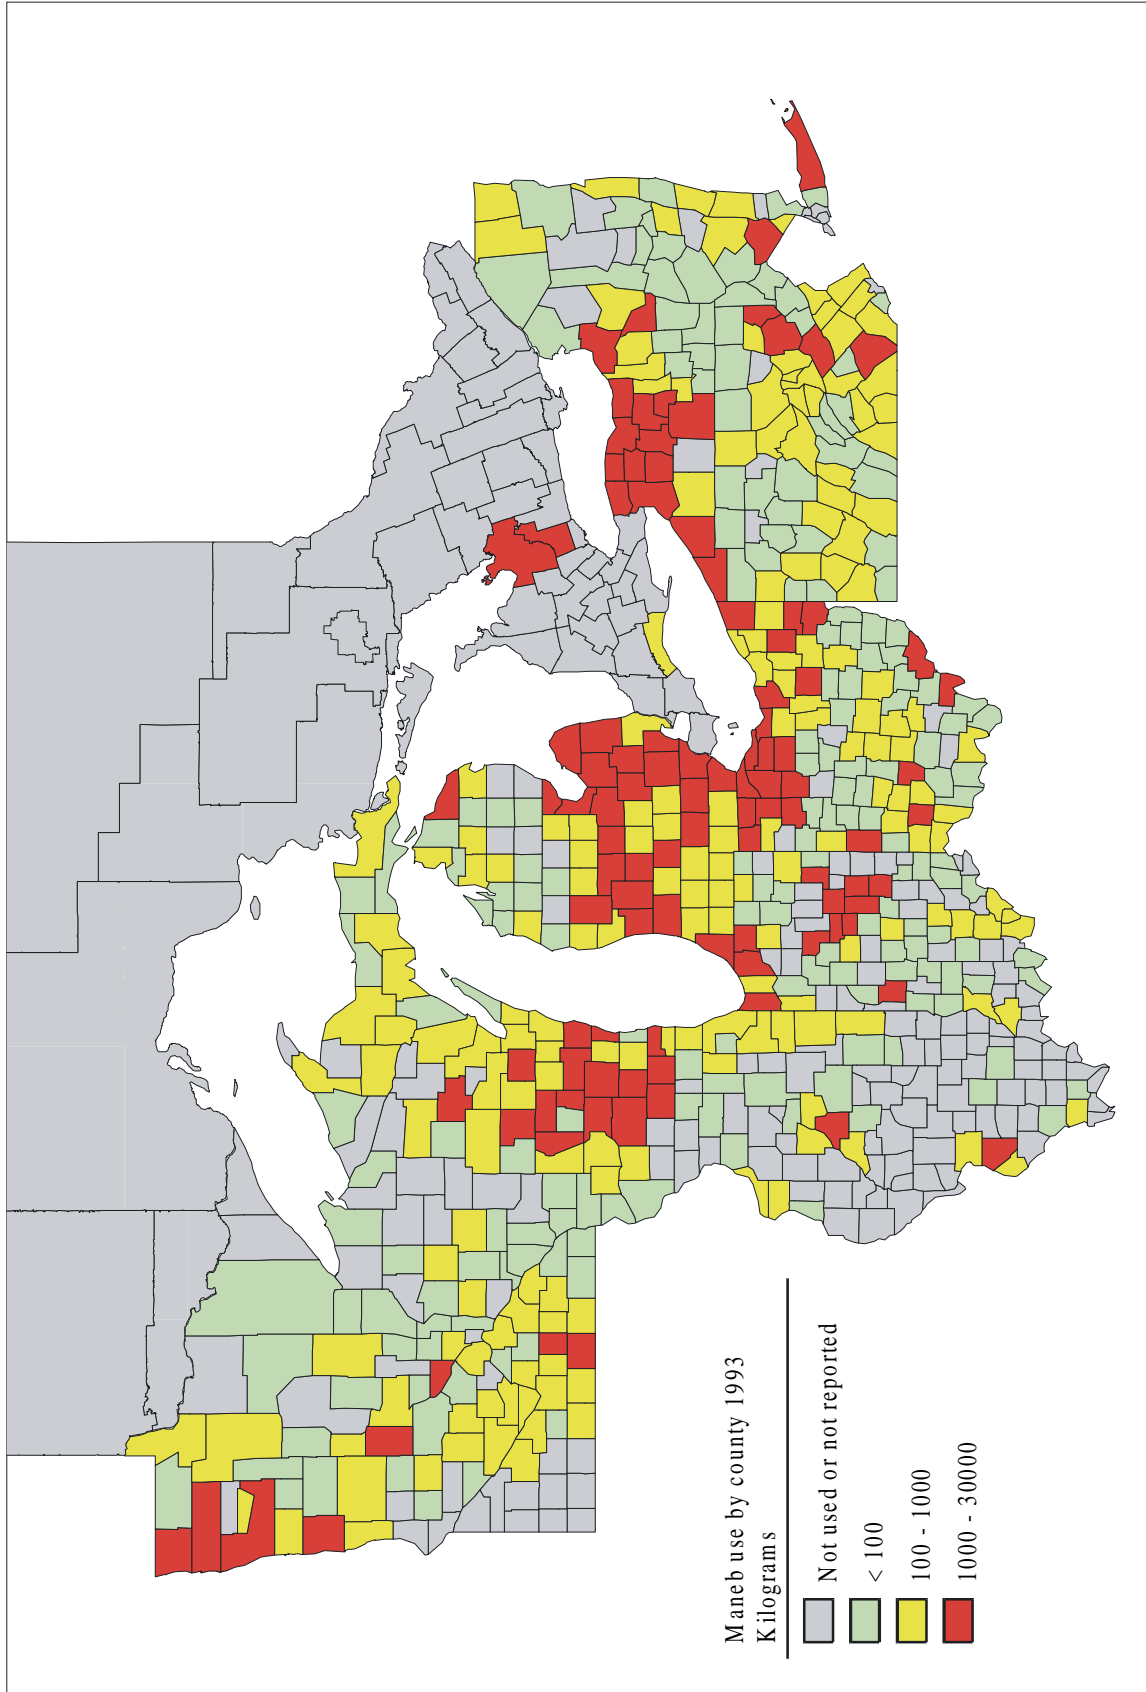 Maneb use by county 1993
Kilograms
Not used or not reported
< 100
100 - 1000
1000 - 30000